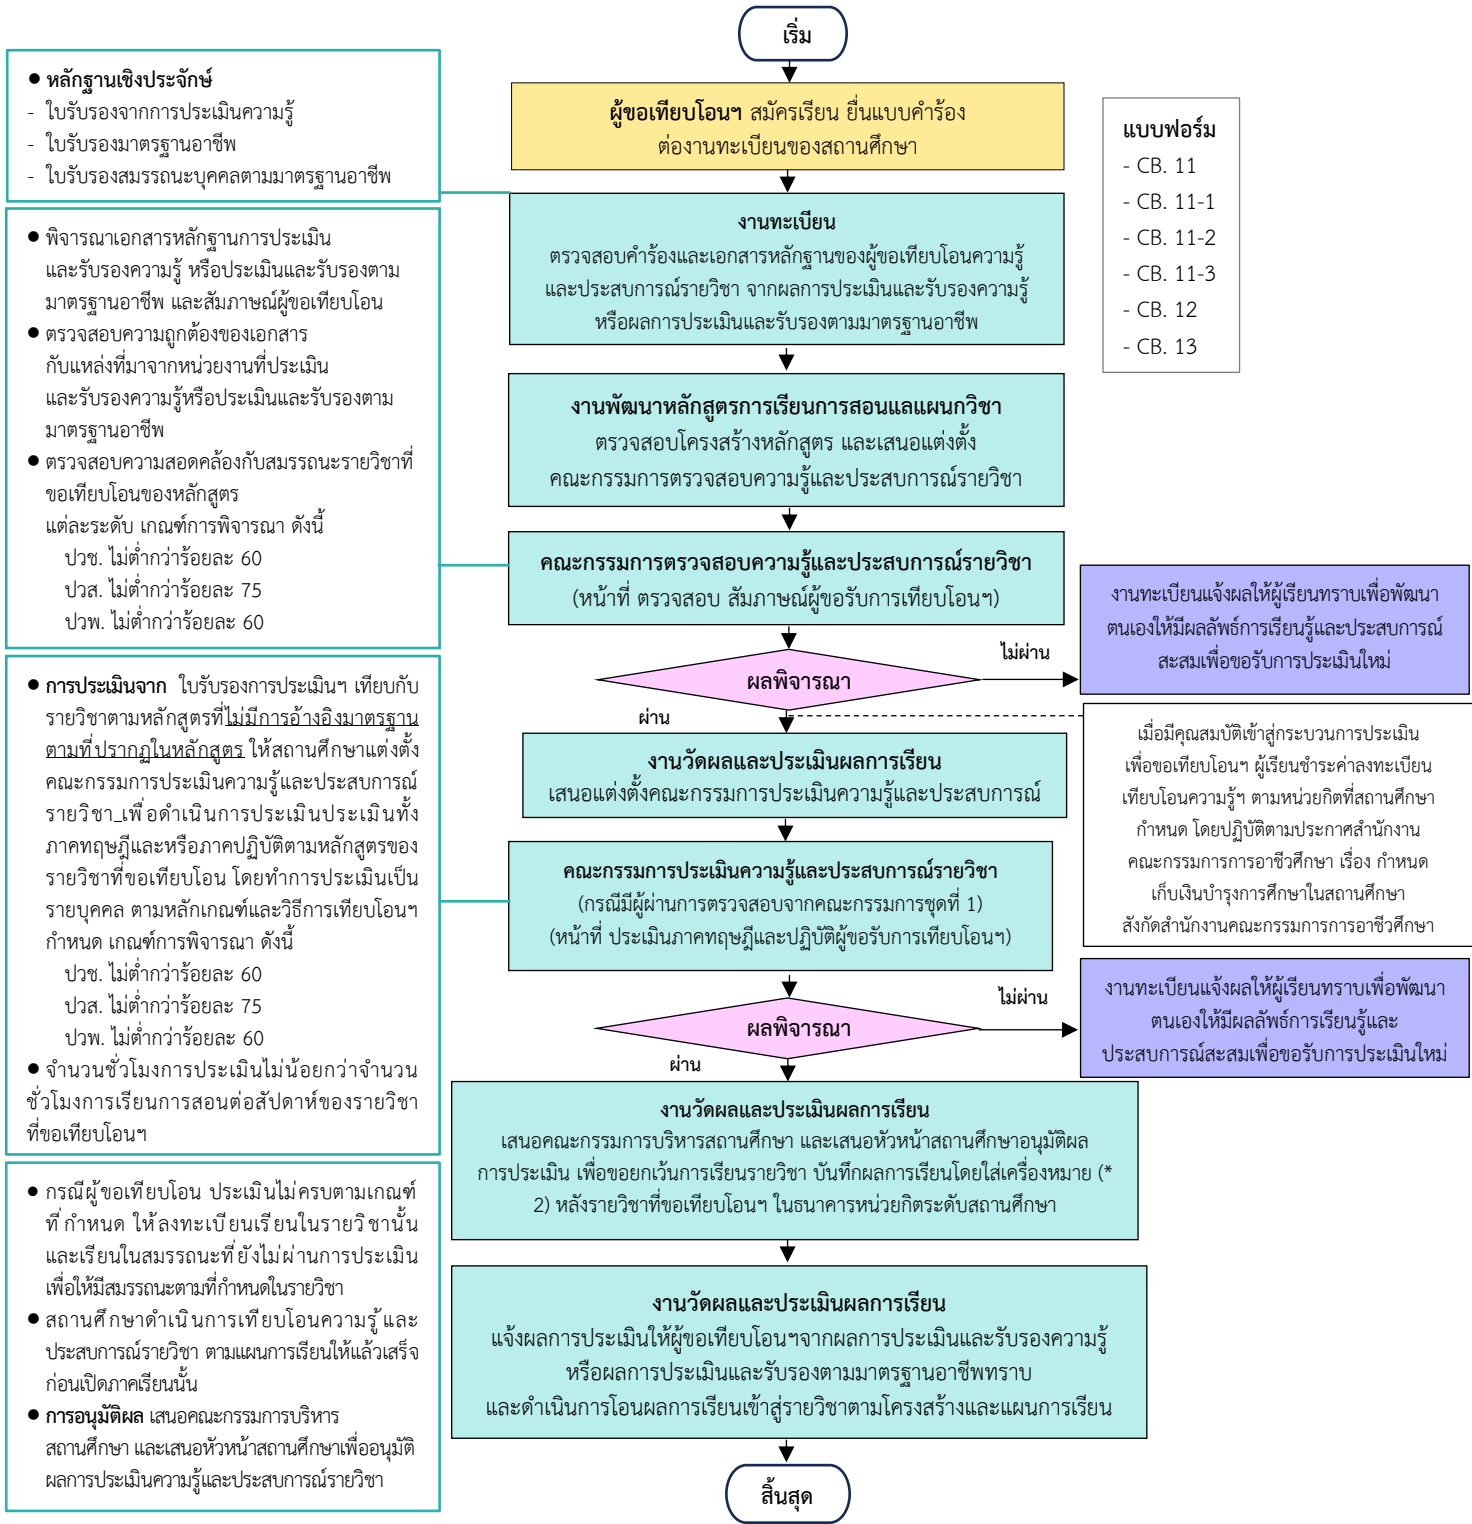 เริ่ม
ผู้ขอเทียบโอนฯ สมัครเรียน ยื่นแบบคำร้อง
ต่องานทะเบียนของสถานศึกษา
● หลักฐานเชิงประจักษ์
- ใบรับรองจากการประเมินความรู้
- ใบรับรองมาตรฐานอาชีพ
- ใบรับรองสมรรถนะบุคคลตามมาตรฐานอาชีพ
แบบฟอร์ม
- CB. 11
- CB. 11-1
- CB. 11-2
- CB. 11-3
- CB. 12
- CB. 13
งานทะเบียน
ตรวจสอบคำร้องและเอกสารหลักฐานของผู้ขอเทียบโอนความรู้
และประสบการณ์รายวิชา จากผลการประเมินและรับรองความรู้
หรือผลการประเมินและรับรองตามมาตรฐานอาชีพ
● พิจารณาเอกสารหลักฐานการประเมิน
และรับรองความรู้ หรือประเมินและรับรองตาม
มาตรฐานอาชีพ และสัมภาษณ์ผู้ขอเทียบโอน
● ตรวจสอบความถูกต้องของเอกสาร
กับแหล่งที่มาจากหน่วยงานที่ประเมิน
และรับรองความรู้หรือประเมินและรับรองตาม
มาตรฐานอาชีพ
● ตรวจสอบความสอดคล้องกับสมรรถนะรายวิชาที่
ขอเทียบโอนของหลักสูตร
แต่ละระดับ เกณฑ์การพิจารณา ดังนี้
ปวช. ไม่ต่ำกว่าร้อยละ 60
ปวส. ไม่ต่ำกว่าร้อยละ 75
ปวพ. ไม่ต่ำกว่าร้อยละ 60
งานพัฒนาหลักสูตรการเรียนการสอนแลแผนกวิชา
ตรวจสอบโครงสร้างหลักสูตร และเสนอแต่งตั้ง
คณะกรรมการตรวจสอบความรู้และประสบการณ์รายวิชา
คณะกรรมการตรวจสอบความรู้และประสบการณ์รายวิชา
(หน้าที่ ตรวจสอบ สัมภาษณ์ผู้ขอรับการเทียบโอนฯ)
ผลพิจารณา
ไม่ผ่าน
งานทะเบียนแจ้งผลให้ผู้เรียนทราบเพื่อพัฒนา
ตนเองให้มีผลลัพธ์การเรียนรู้และประสบการณ์
สะสมเพื่อขอรับการประเมินใหม่
ผ่าน
เมื่อมีคุณสมบัติเข้าสู่กระบวนการประเมิน
เพื่อขอเทียบโอนฯ ผู้เรียนชำระค่าลงทะเบียน
เทียบโอนความรู้ฯ ตามหน่วยกิตที่สถานศึกษา
กำหนด โดยปฏิบัติตามประกาศสำนักงาน
คณะกรรมการการอาชีวศึกษา เรื่อง กำหนด
เก็บเงินบำรุงการศึกษาในสถานศึกษา
สังกัดสำนักงานคณะกรรมการการอาชีวศึกษา
งานวัดผลและประเมินผลการเรียน
เสนอแต่งตั้งคณะกรรมการประเมินความรู้และประสบการณ์
● การประเมินจาก ใบรับรองการประเมินฯ เทียบกับ
รายวิชาตามหลักสูตรที่ไม่มีการอ้างอิงมาตรฐาน
ตามที่ปรากฏในหลักสูตร ให้สถานศึกษาแต่งตั้ง
คณะกรรมการประเมินความรู้และประสบการณ์
รายวิชา_เพื่อดำเนินการประเมินประเมินทั้ง
ภาคทฤษฎีและหรือภาคปฏิบัติตามหลักสูตรของ
รายวิชาที่ขอเทียบโอน โดยทำการประเมินเป็น
รายบุคคล ตามหลักเกณฑ์และวิธีการเทียบโอนฯ
กำหนด เกณฑ์การพิจารณา ดังนี้
ปวช. ไม่ต่ำกว่าร้อยละ 60
ปวส. ไม่ต่ำกว่าร้อยละ 75
ปวพ. ไม่ต่ำกว่าร้อยละ 60
● จำนวนชั่วโมงการประเมินไม่น้อยกว่าจำนวน
ชั่วโมงการเรียนการสอนต่อสัปดาห์ของรายวิชา
ที่ขอเทียบโอนฯ
คณะกรรมการประเมินความรู้และประสบการณ์รายวิชา
(กรณีมีผู้ผ่านการตรวจสอบจากคณะกรรมการชุดที่ 1)
(หน้าที่ ประเมินภาคทฤษฎีและปฏิบัติผู้ขอรับการเทียบโอนฯ)
ผลพิจารณา
ไม่ผ่าน
งานทะเบียนแจ้งผลให้ผู้เรียนทราบเพื่อพัฒนา
ตนเองให้มีผลลัพธ์การเรียนรู้และ
ประสบการณ์สะสมเพื่อขอรับการประเมินใหม่
ผ่าน
งานวัดผลและประเมินผลการเรียน
เสนอคณะกรรมการบริหารสถานศึกษา และเสนอหัวหน้าสถานศึกษาอนุมัติผล
การประเมิน เพื่อขอยกเว้นการเรียนรายวิชา บันทึกผลการเรียนโดยใส่เครื่องหมาย (*
2) หลังรายวิชาที่ขอเทียบโอนฯ ในธนาคารหน่วยกิตระดับสถานศึกษา
● กรณีผู้ขอเทียบโอน ประเมินไม่ครบตามเกณฑ์
ที่กำหนด ให้ลงทะเบียนเรียนในรายวิชานั้น
และเรียนในสมรรถนะที่ยังไม่ผ่านการประเมิน
เพื่อให้มีสมรรถนะตามที่กำหนดในรายวิชา
● สถานศึกษาดำเนินการเทียบโอนความรู้และ
ประสบการณ์รายวิชา ตามแผนการเรียนให้แล้วเสร็จ
ก่อนเปิดภาคเรียนนั้น
● การอนุมัติผล เสนอคณะกรรมการบริหาร
สถานศึกษา และเสนอหัวหน้าสถานศึกษาเพื่ออนุมัติ
ผลการประเมินความรู้และประสบการณ์รายวิชา
งานวัดผลและประเมินผลการเรียน
แจ้งผลการประเมินให้ผู้ขอเทียบโอนฯจากผลการประเมินและรับรองความรู้
หรือผลการประเมินและรับรองตามมาตรฐานอาชีพทราบ
และดำเนินการโอนผลการเรียนเข้าสู่รายวิชาตามโครงสร้างและแผนการเรียน
สิ้นสุด